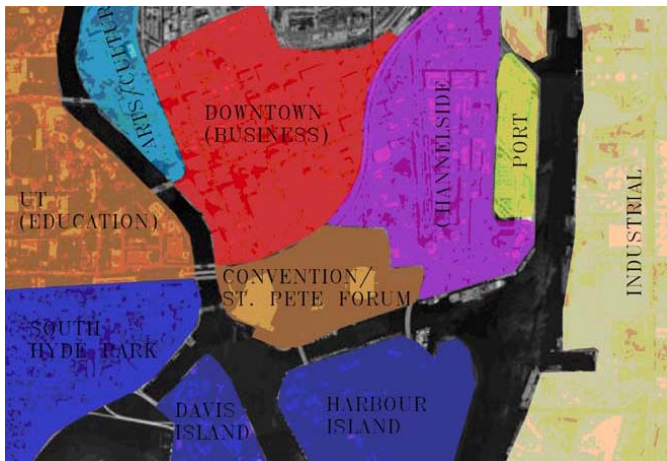 ARTS/CULTUR
DOWNTOWN
(BUSINESS)
CHANNELSIDE
PORT
INDUSTRIAL
UT
(EDUCATION)
CONVENTION/
ST. PETE FORUM
SOUTH
HYDE PARK
DAVIS
ISLAND
HARBOUR
ISLAND